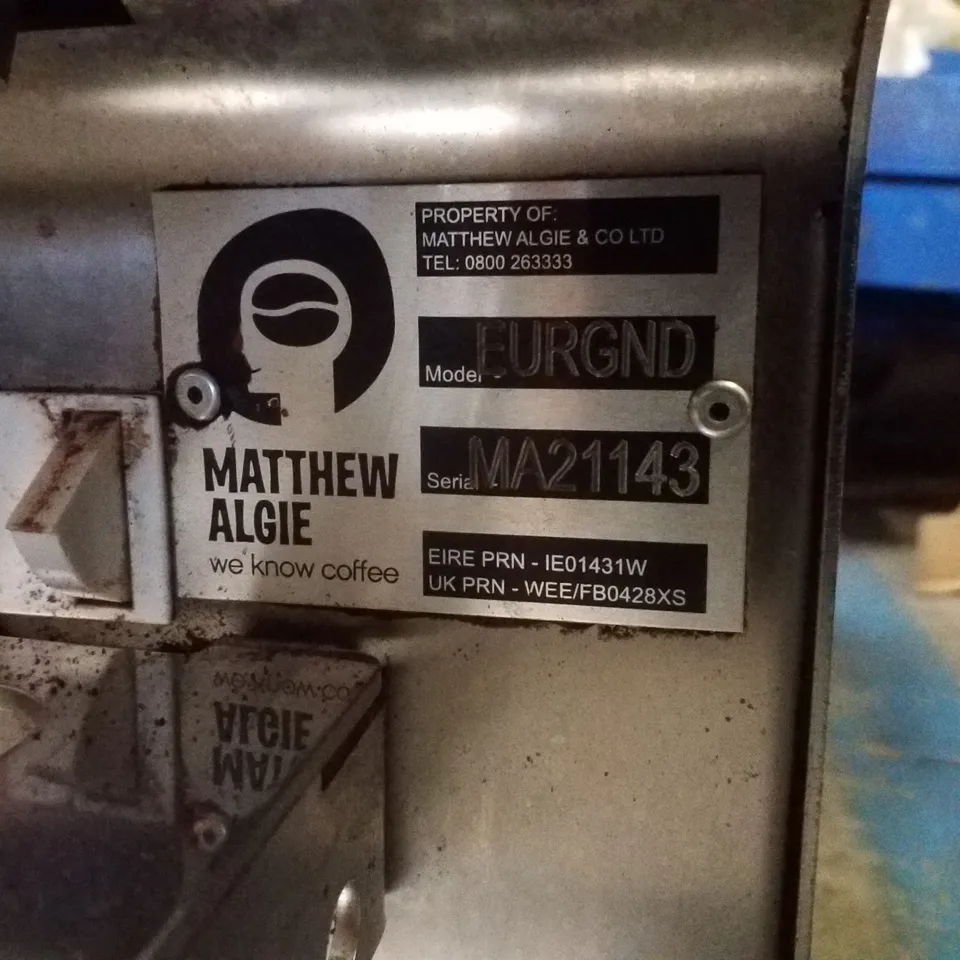 PROPERTY OF:
MATTHEW ALGIE & CO LTD
TEL: 0800 263333
Model - EURGND
Serial - MA21143
EIRE PRN - IE01431W
UK PRN - WEE/FB0428XS
MATTHEW
ALGIE
we know coffee